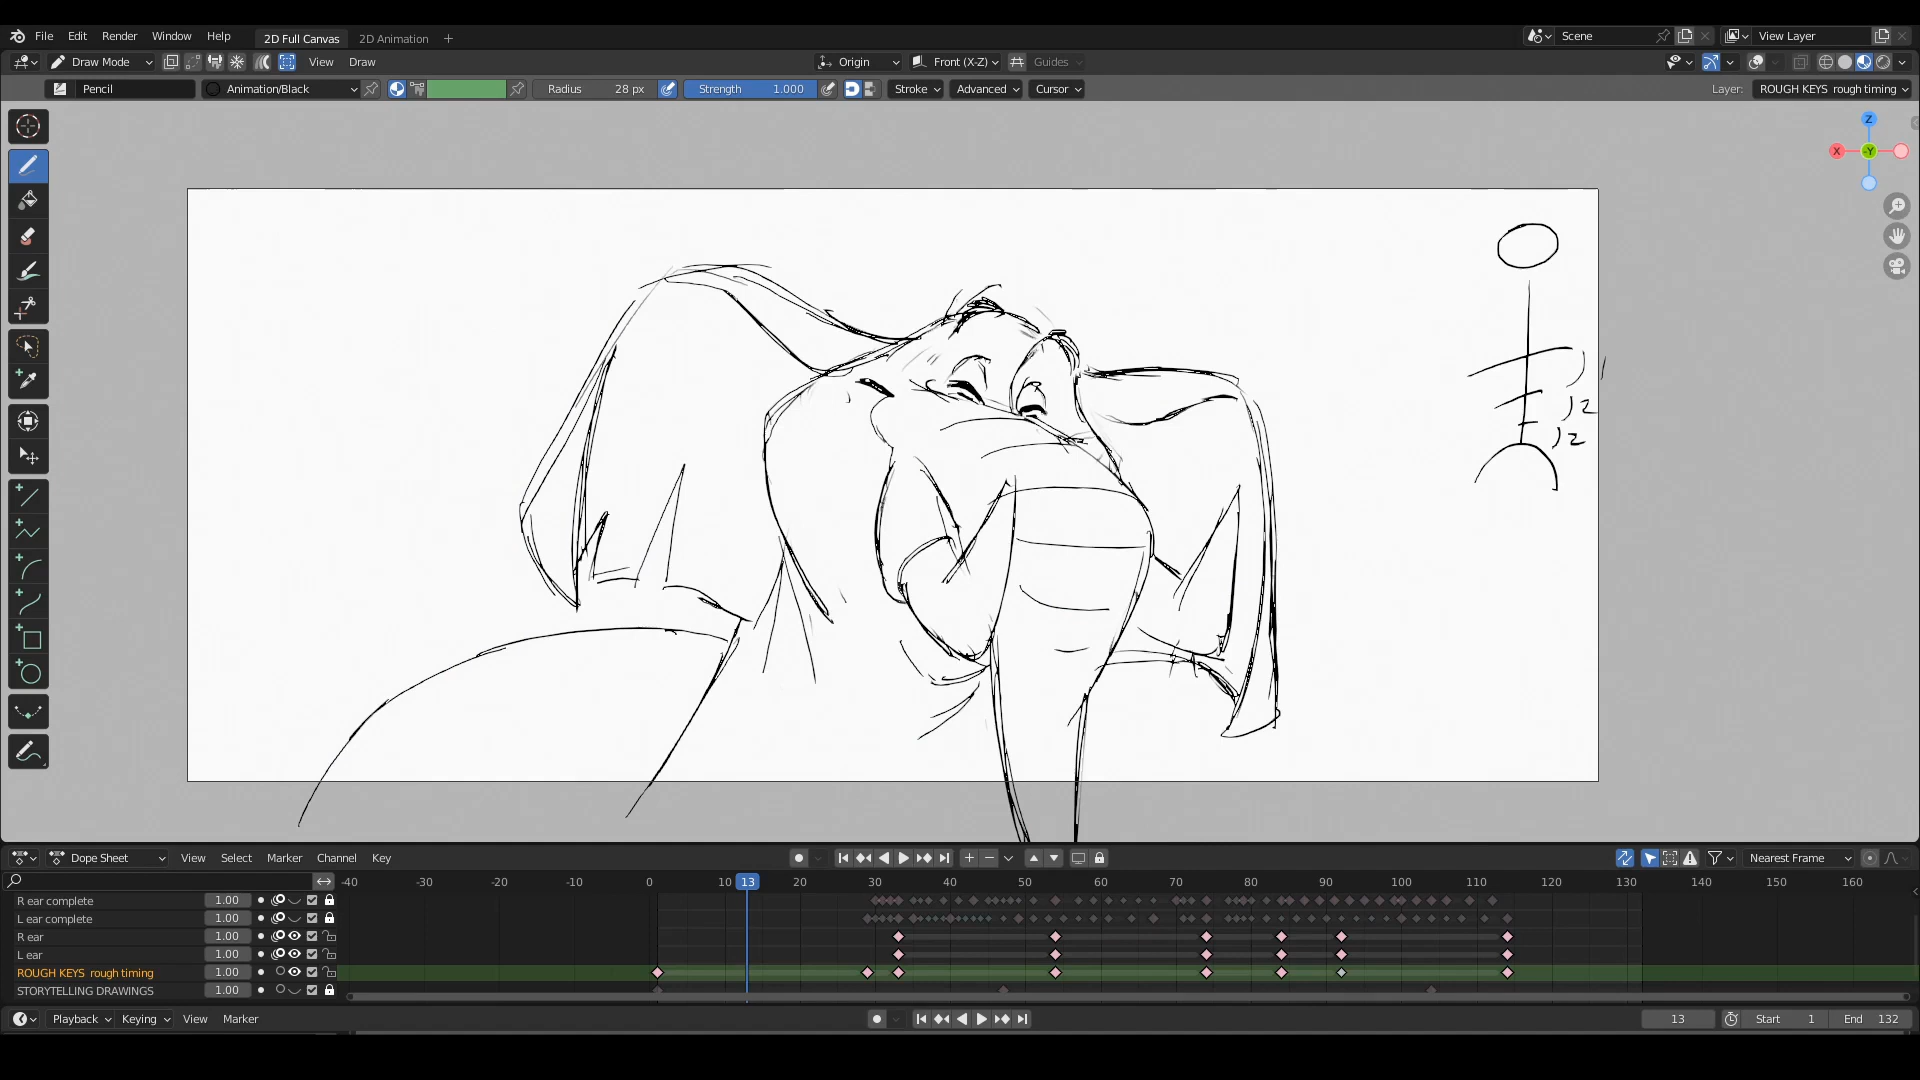 File Edit Render Window Help 2D Full Canvas 2D Animation + Scene View Layer
Draw Mode View Draw Origin Front (X-Z) Guides
Pencil Animation/Black Radius 28 px Strength 1.000 Stroke Advanced Cursor Layer: ROUGH KEYS rough timing
Z
X -Y
2
2
Dope Sheet View Select Marker Channel Key Nearest Frame
-40 -30 -20 -10 0 10 13 20 30 40 50 60 70 80 90 100 110 120 130 140 150 160
R ear complete 1.00
L ear complete 1.00
R ear 1.00
L ear 1.00
ROUGH KEYS rough timing 1.00
STORYTELLING DRAWINGS 1.00
Playback Keying View Marker 13 Start 1 End 132